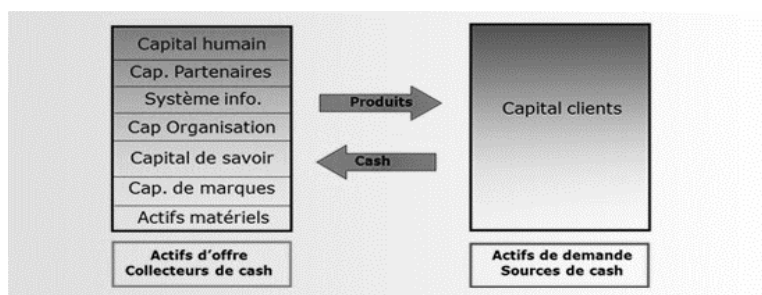 Capital humain
Cap. Partenaires
Système info.
Cap Organisation
Capital de savoir
Cap. de marques
Actifs matériels
Actifs d'offre
Collecteurs de cash
Produits
Cash
Capital clients
Actifs de demande
Sources de cash